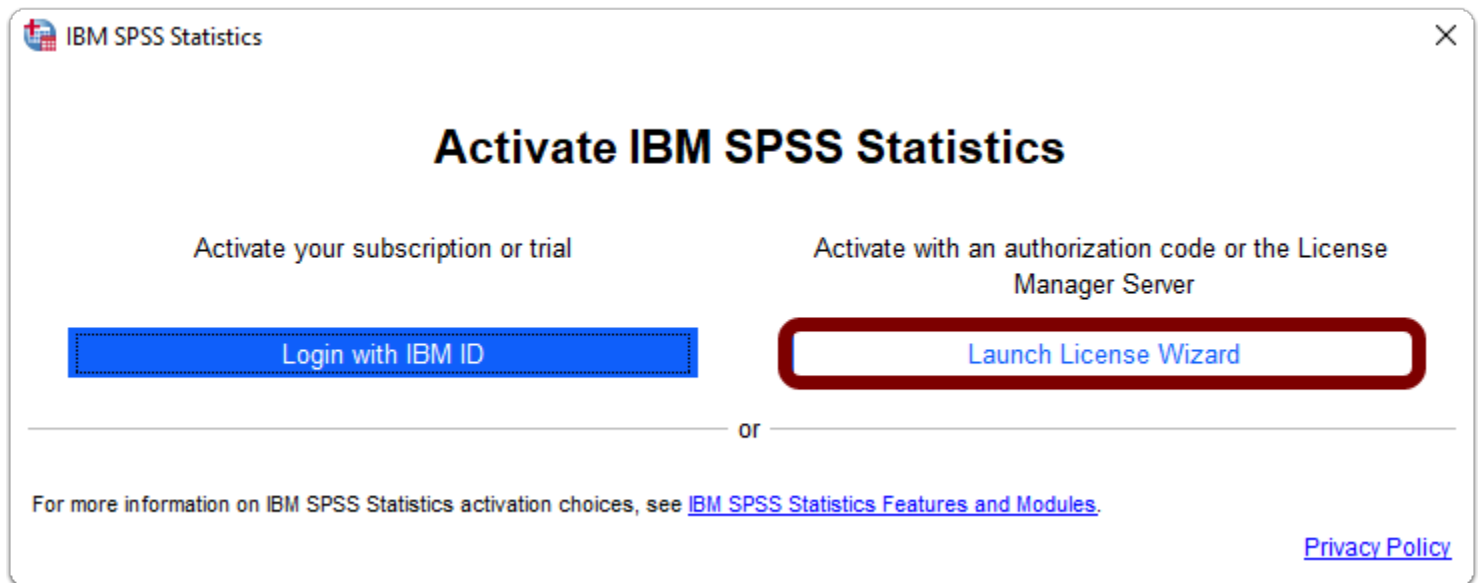 IBM SPSS Statistics
Activate IBM SPSS Statistics
Activate your subscription or trial
Login with IBM ID
Activate with an authorization code or the License
Manager Server
Launch License Wizard
or
For more information on IBM SPSS Statistics activation choices, see IBM SPSS Statistics Features and Modules.
Privacy Policy